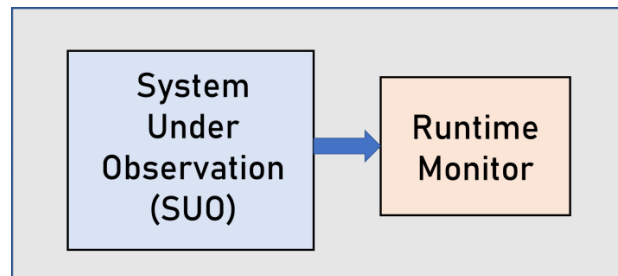 System
Under
Observation
(SUO)
Runtime
Monitor